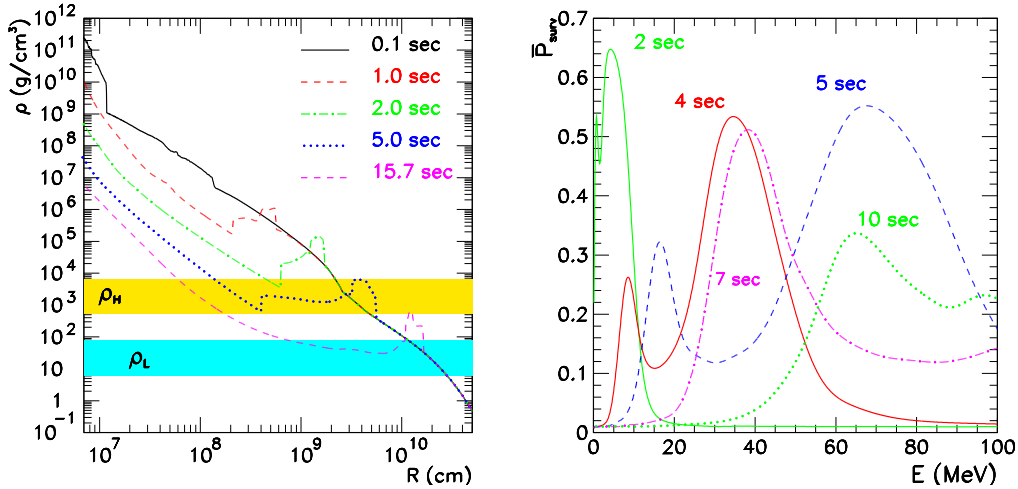 ρ (g/cm³)
10¹²
10¹¹
10¹⁰
10⁹
10⁸
10⁷
10⁶
10⁵
10⁴
10³
10²
10
1
10⁻¹
10⁻²
0.1 sec
1.0 sec
2.0 sec
5.0 sec
15.7 sec
ρH
ρL
10⁷ 10⁸ 10⁹ 10¹⁰
R (cm)
P̅surv
0.7
0.6
0.5
0.4
0.3
0.2
0.1
0
2 sec
4 sec
5 sec
7 sec
10 sec
0 20 40 60 80 100
E (MeV)